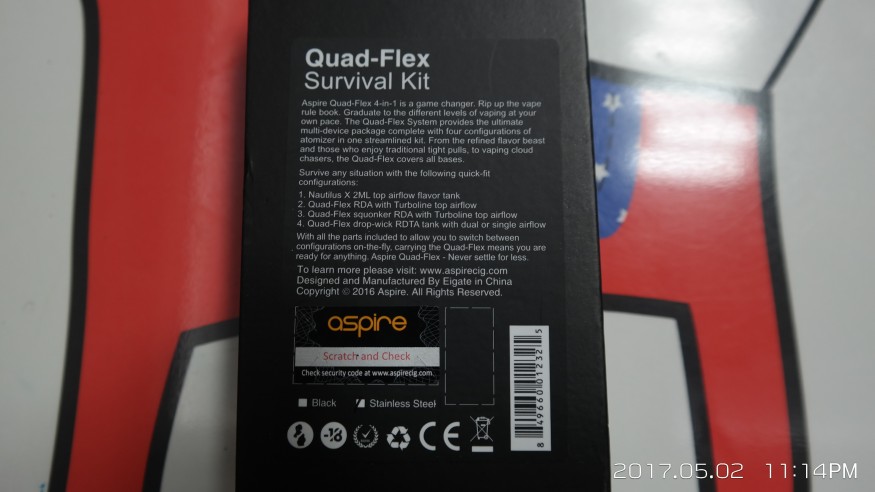 Quad-Flex
Survival Kit
Aspire Quad-Flex 4-in-1 is a game changer. Rip up the vape
rule book. Graduate to the different levels of vaping at your
own pace. The Quad-Flex System provides the ultimate
multi-device package complete with four configurations of
atomizer in one streamlined kit. From the refined flavor beast
and those who enjoy traditional tight pulls, to vaping cloud
chasers, the Quad-Flex covers all bases.
Survive any situation with the following quick-fit
configurations:
1. Nautilus X 2ML top airflow flavor tank
2. Quad-Flex RDA with Turboline top airflow
3. Quad-Flex squonker RDA with Turboline top airflow
4. Quad-Flex drop-wick RDTA tank with dual or single airflow
With all the parts included to allow you to switch between
configurations on-the-fly, carrying the Quad-Flex means you are
ready for anything. Aspire Quad-Flex - Never settle for less.
To learn more please visit: www.aspirecig.com
Designed and Manufactured By Eigate in China
Copyright © 2016 Aspire. All Rights Reserved.
aspire
Scratch and Check
Check security code at www.aspirecig.com
Black
Stainless Steel
-18
CE
8 49660 01232 5
2017.05.02 11:14PM